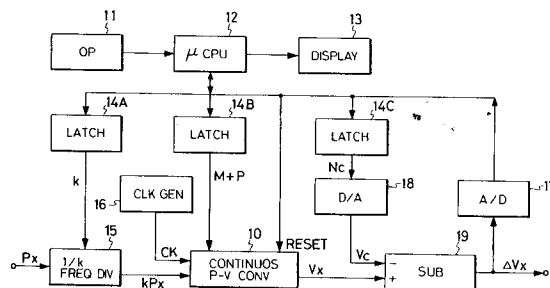 11
12
13
OP
μ CPU
DISPLAY
14A
14B
14C
LATCH
LATCH
LATCH
k
CLK GEN
16
M+P
Nc
D/A
18
A/D
15
10
RESET
19
Px
1/k
FREQ DIV
CK
kPx
CONTINUOS
P-V CONV
Vx
Vc
−
+
SUB
ΔVx